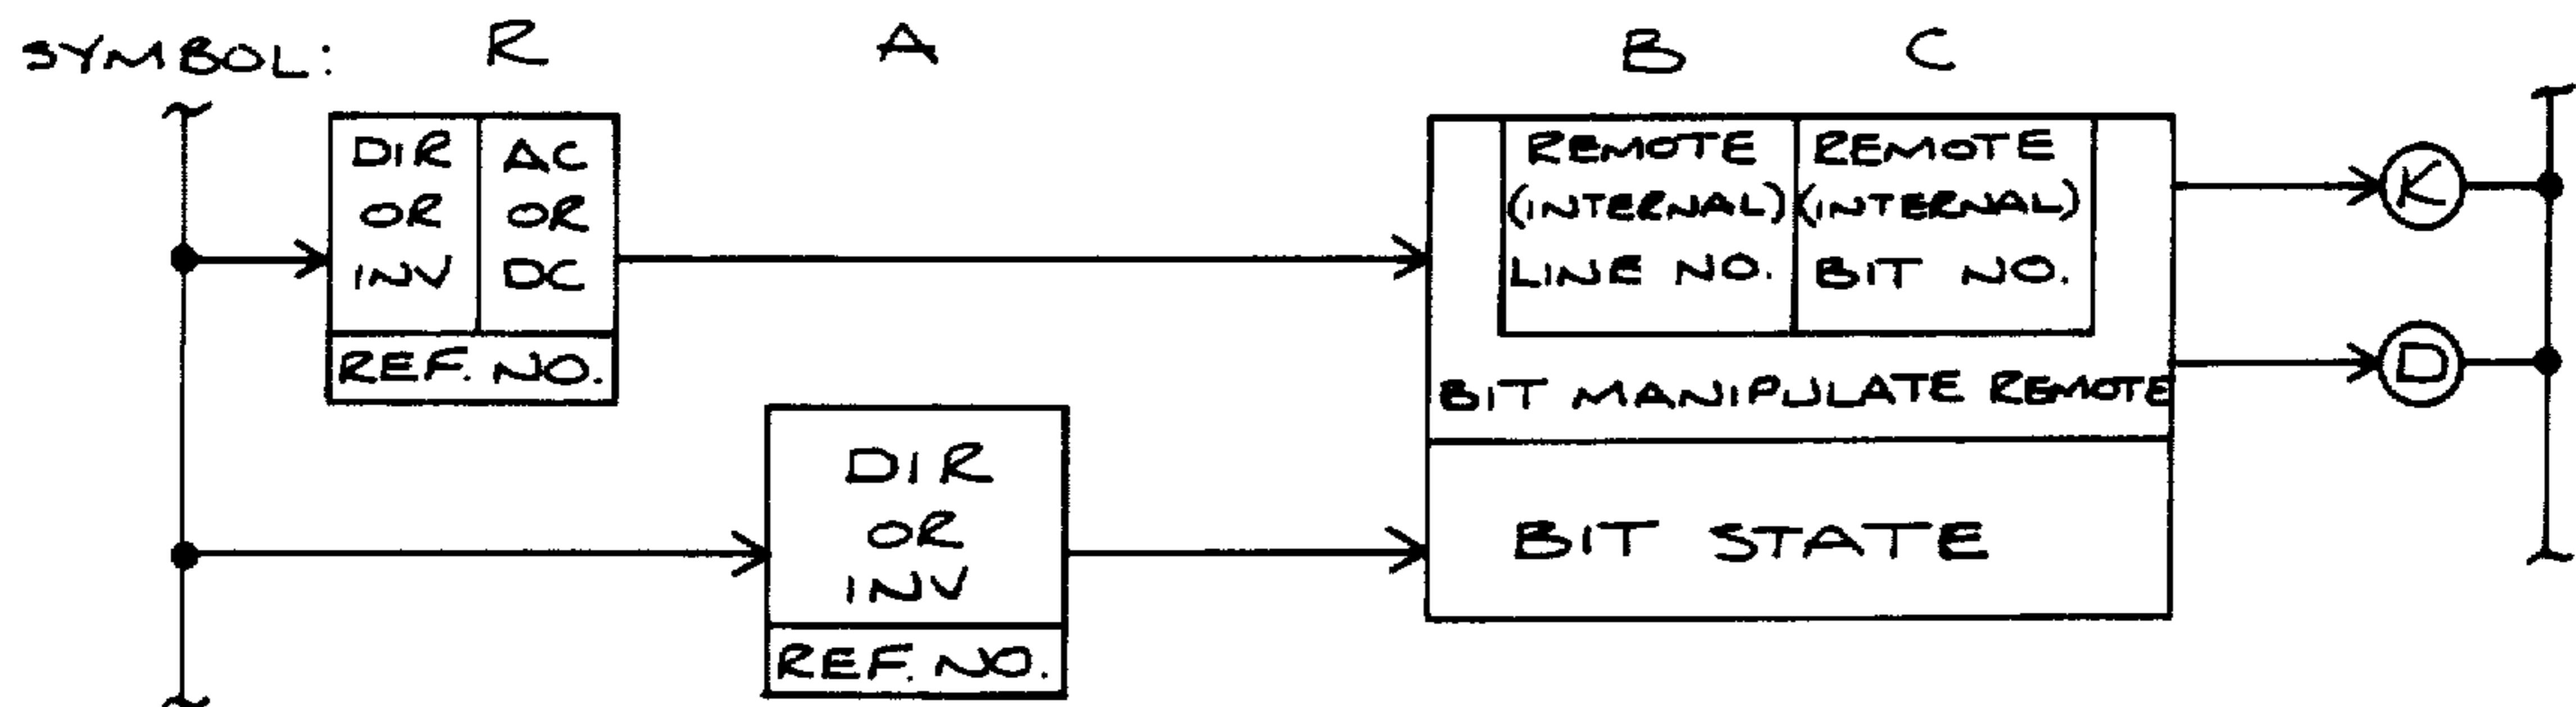 SYMBOL: R A B C
DIR
OR
INV
AC
OR
DC
REF. NO.
REMOTE
(INTERNAL)
LINE NO.
REMOTE
(INTERNAL)
BIT NO.
BIT MANIPULATE REMOTE
BIT STATE
K
D
DIR
OR
INV
REF. NO.